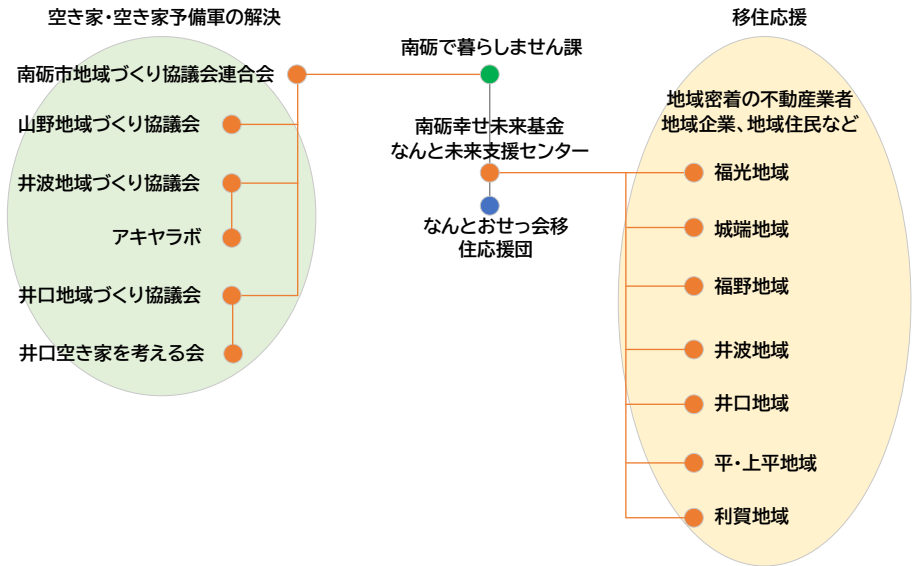 空き家・空き家予備軍の解決
南砺市地域づくり協議会連合会
山野地域づくり協議会
井波地域づくり協議会
アキヤラボ
井口地域づくり協議会
井口空き家を考える会
南砺で暮らしません課
南砺幸せ未来基金
なんと未来支援センター
なんとおせっ会移
住応援団
移住応援
地域密着の不動産業者
地域企業、地域住民など
福光地域
城端地域
福野地域
井波地域
井口地域
平・上平地域
利賀地域